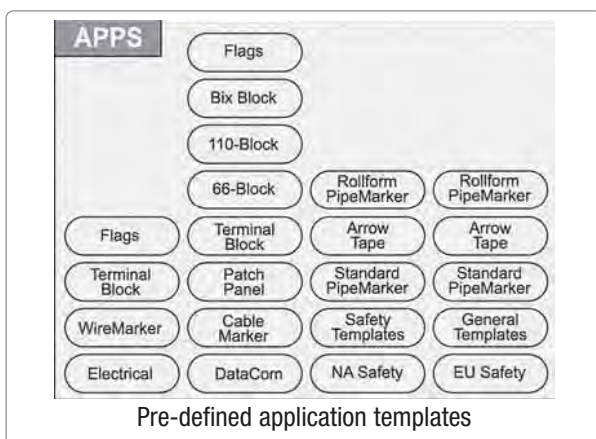 APPS
Flags
Bix Block
110-Block
66-Block
Rollform
PipeMarker
Rollform
PipeMarker
Flags
Terminal
Block
Arrow
Tape
Arrow
Tape
Terminal
Block
Patch
Panel
Standard
PipeMarker
Standard
PipeMarker
WireMarker
Cable
Marker
Safety
Templates
General
Templates
Electrical
DataCom
NA Safety
EU Safety
Pre-defined application templates